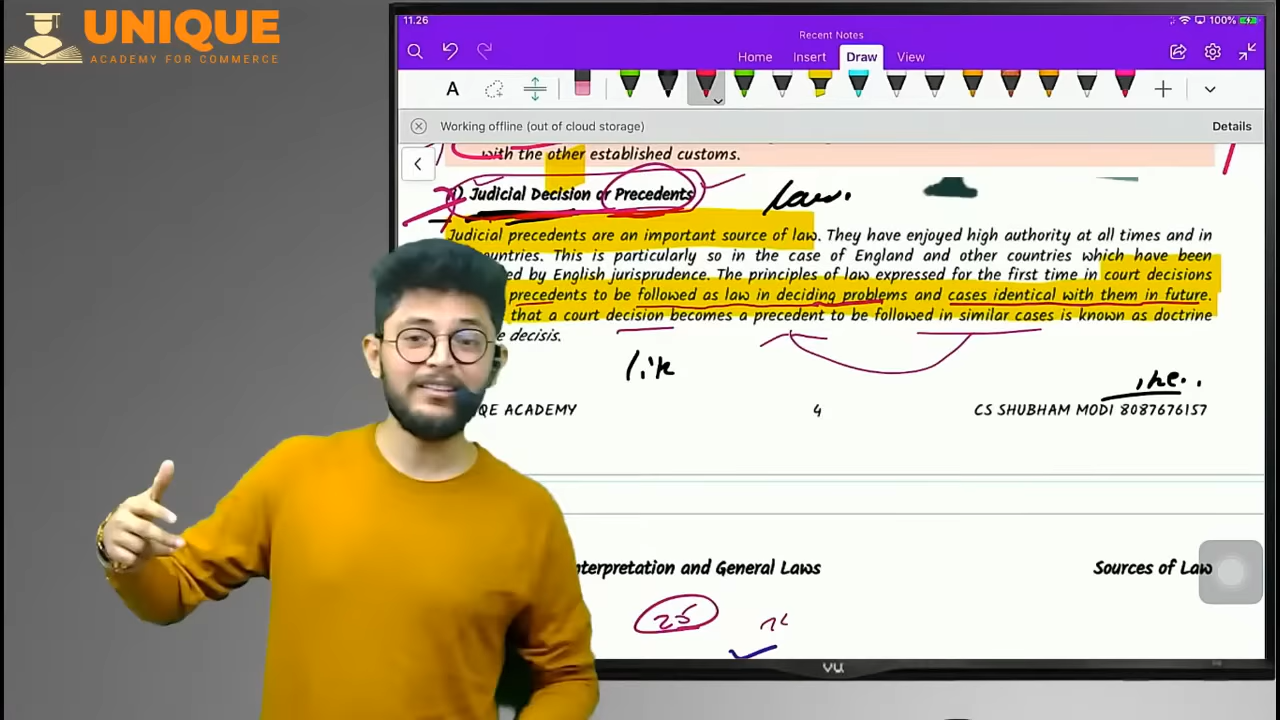 UNIQUE
ACADEMY FOR COMMERCE
11.26
100%
Recent Notes
Home Insert Draw View
A
Working offline (out of cloud storage)
Details
with the other established customs.
Judicial Decision or Precedents
law.
Judicial precedents are an important source of law. They have enjoyed high authority at all times and in
countries. This is particularly so in the case of England and other countries which have been
by English jurisprudence. The principles of law expressed for the first time in court decisions
precedents to be followed as law in deciding problems and cases identical with them in future.
that a court decision becomes a precedent to be followed in similar cases is known as doctrine
decisis.
ACADEMY
4
CS SHUBHAM MODI 8087676157
Interpretation and General Laws
Sources of Law
25
vu